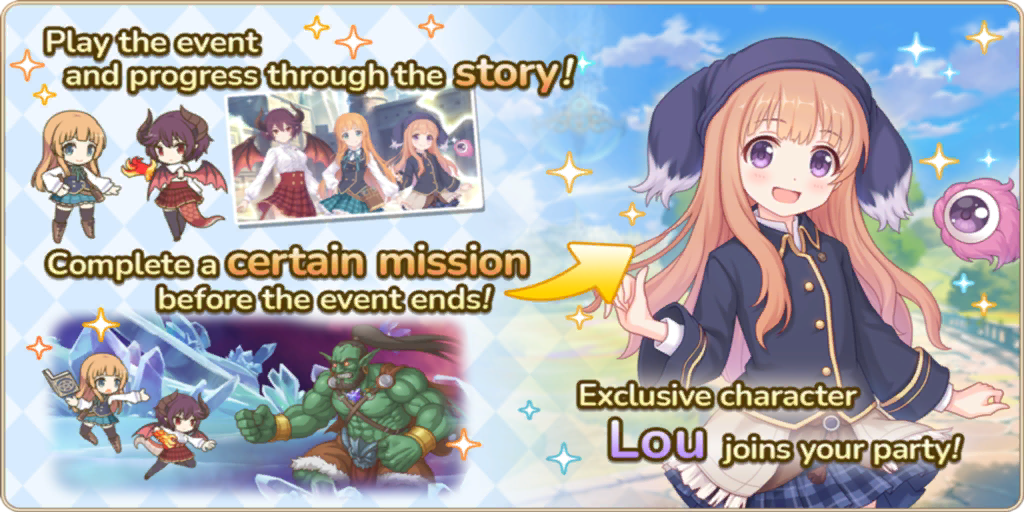 Play the event
and progress through the story!
Complete a certain mission
before the event ends!
Exclusive character
Lou joins your party!